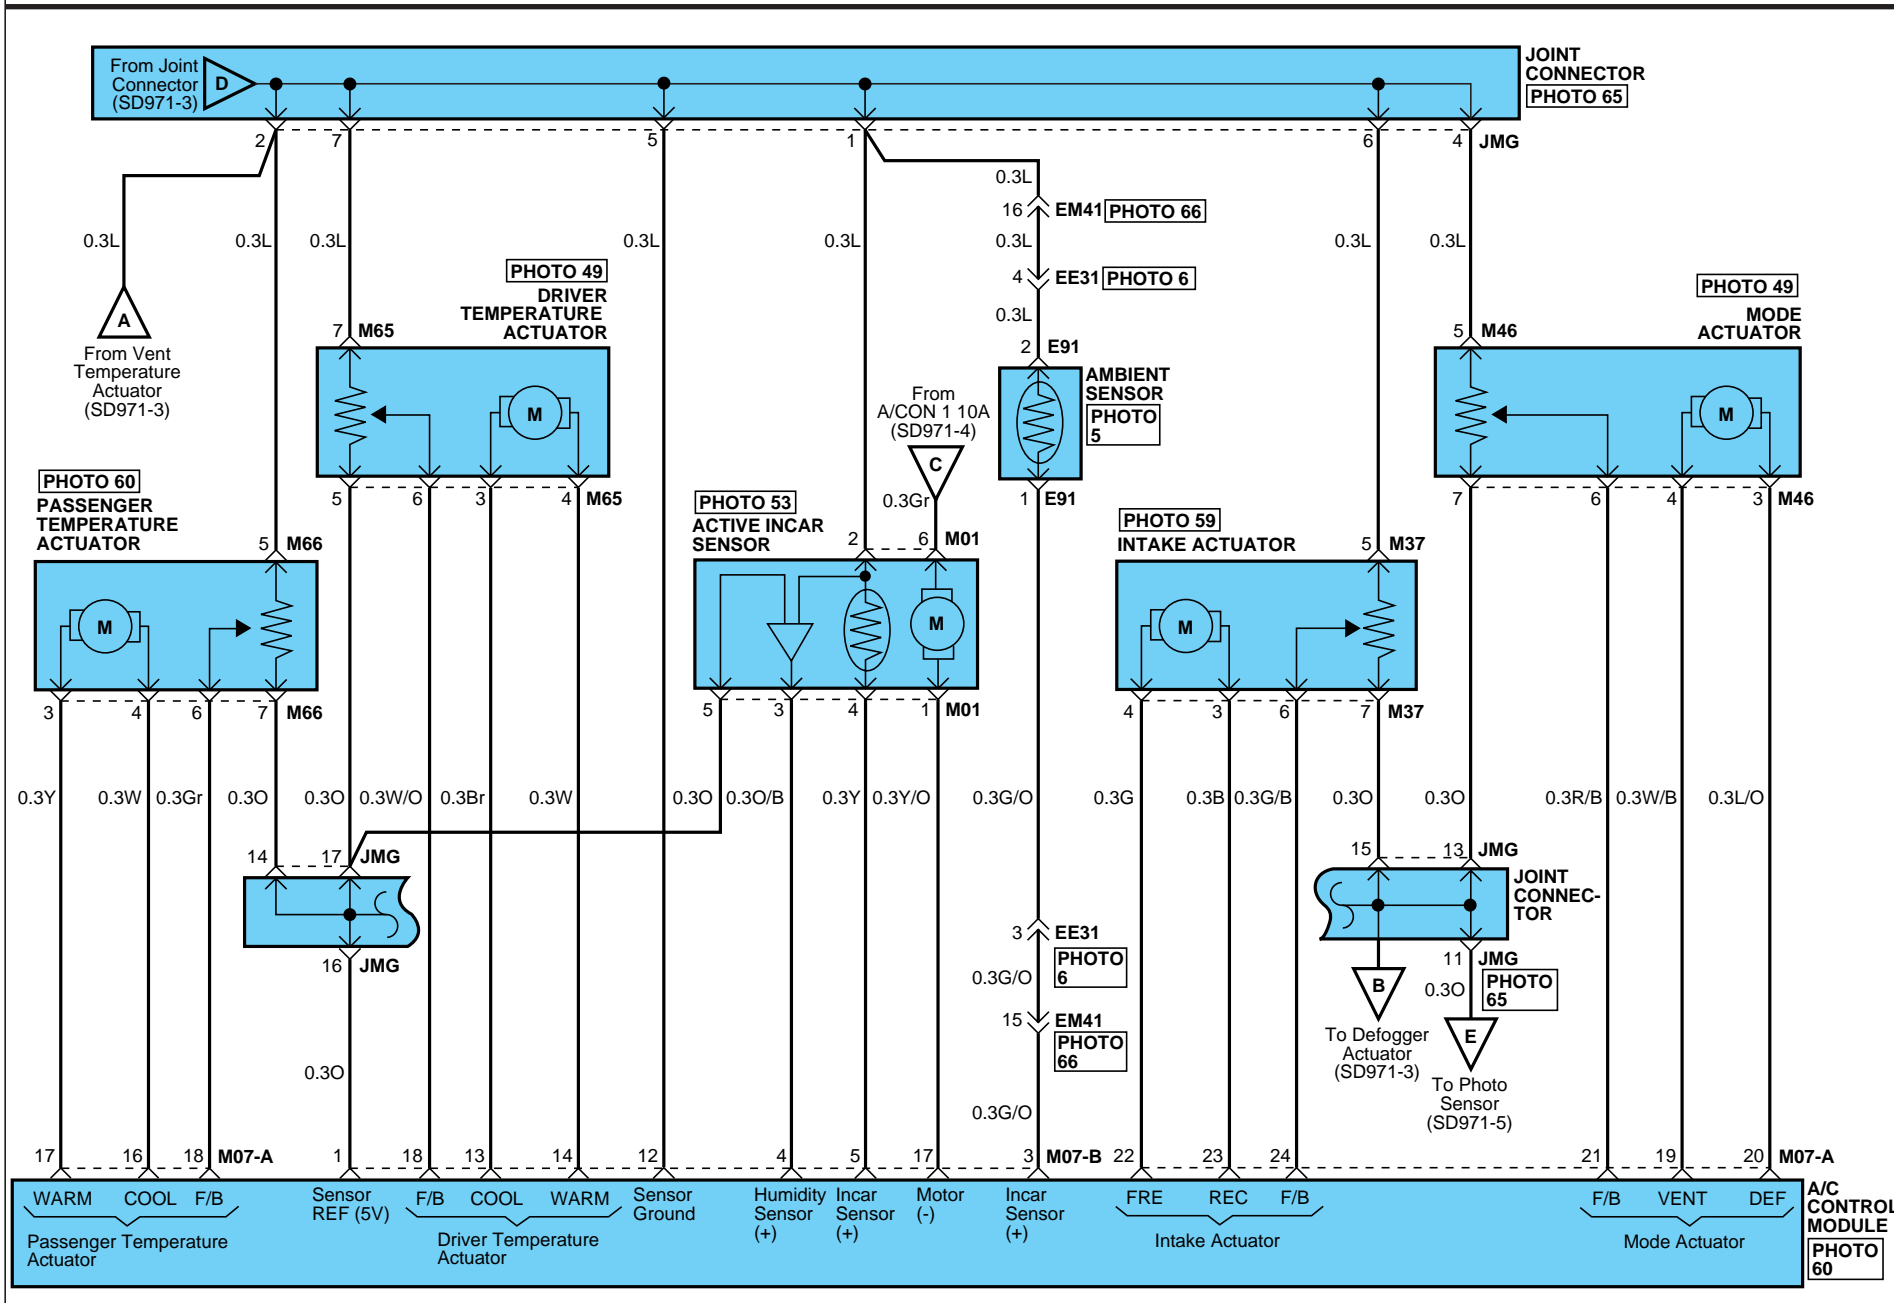 From Joint
Connector
(SD971-3)
D
JOINT
CONNECTOR
PHOTO 65
2
7
5
1
6
4
JMG
0.3L
16
EM41
PHOTO 66
0.3L
0.3L
0.3L
0.3L
0.3L
0.3L
0.3L
0.3L
4
EE31
PHOTO 6
0.3L
A
From Vent
Temperature
Actuator
(SD971-3)
PHOTO 49
DRIVER
TEMPERATURE
ACTUATOR
7
M65
M
5
6
3
4
M65
2
E91
AMBIENT
SENSOR
PHOTO
5
1
E91
From
A/CON 1 10A
(SD971-4)
C
0.3Gr
PHOTO 49
MODE
ACTUATOR
5
M46
M
7
6
4
3
M46
PHOTO 60
PASSENGER
TEMPERATURE
ACTUATOR
5
M66
M
3
4
6
7
M66
PHOTO 53
ACTIVE INCAR
SENSOR
2
6
M01
M
5
3
4
1
M01
PHOTO 59
INTAKE ACTUATOR
5
M37
M
4
3
6
7
M37
0.3Y
0.3W
0.3Gr
0.3O
0.3O
0.3W/O
0.3Br
0.3W
0.3O
0.3O/B
0.3Y
0.3Y/O
0.3G/O
0.3G
0.3B
0.3G/B
0.3O
0.3O
0.3R/B
0.3W/B
0.3L/O
14
17
JMG
16
JMG
0.3O
15
13
JMG
JOINT
CONNEC-
TOR
11
JMG
PHOTO
65
0.3O
B
To Defogger
Actuator
(SD971-3)
E
To Photo
Sensor
(SD971-5)
3
EE31
PHOTO
6
0.3G/O
15
EM41
PHOTO
66
0.3G/O
17
16
18
M07-A
1
18
13
14
12
4
5
17
3
M07-B
22
23
24
21
19
20
M07-A
WARM
COOL
F/B
Passenger Temperature
Actuator
Sensor
REF (5V)
F/B
COOL
WARM
Driver Temperature
Actuator
Sensor
Ground
Humidity
Sensor
(+)
Incar
Sensor
(+)
Motor
(-)
Incar
Sensor
(+)
FRE
REC
F/B
Intake Actuator
F/B
VENT
DEF
Mode Actuator
A/C
CONTROL
MODULE
PHOTO
60